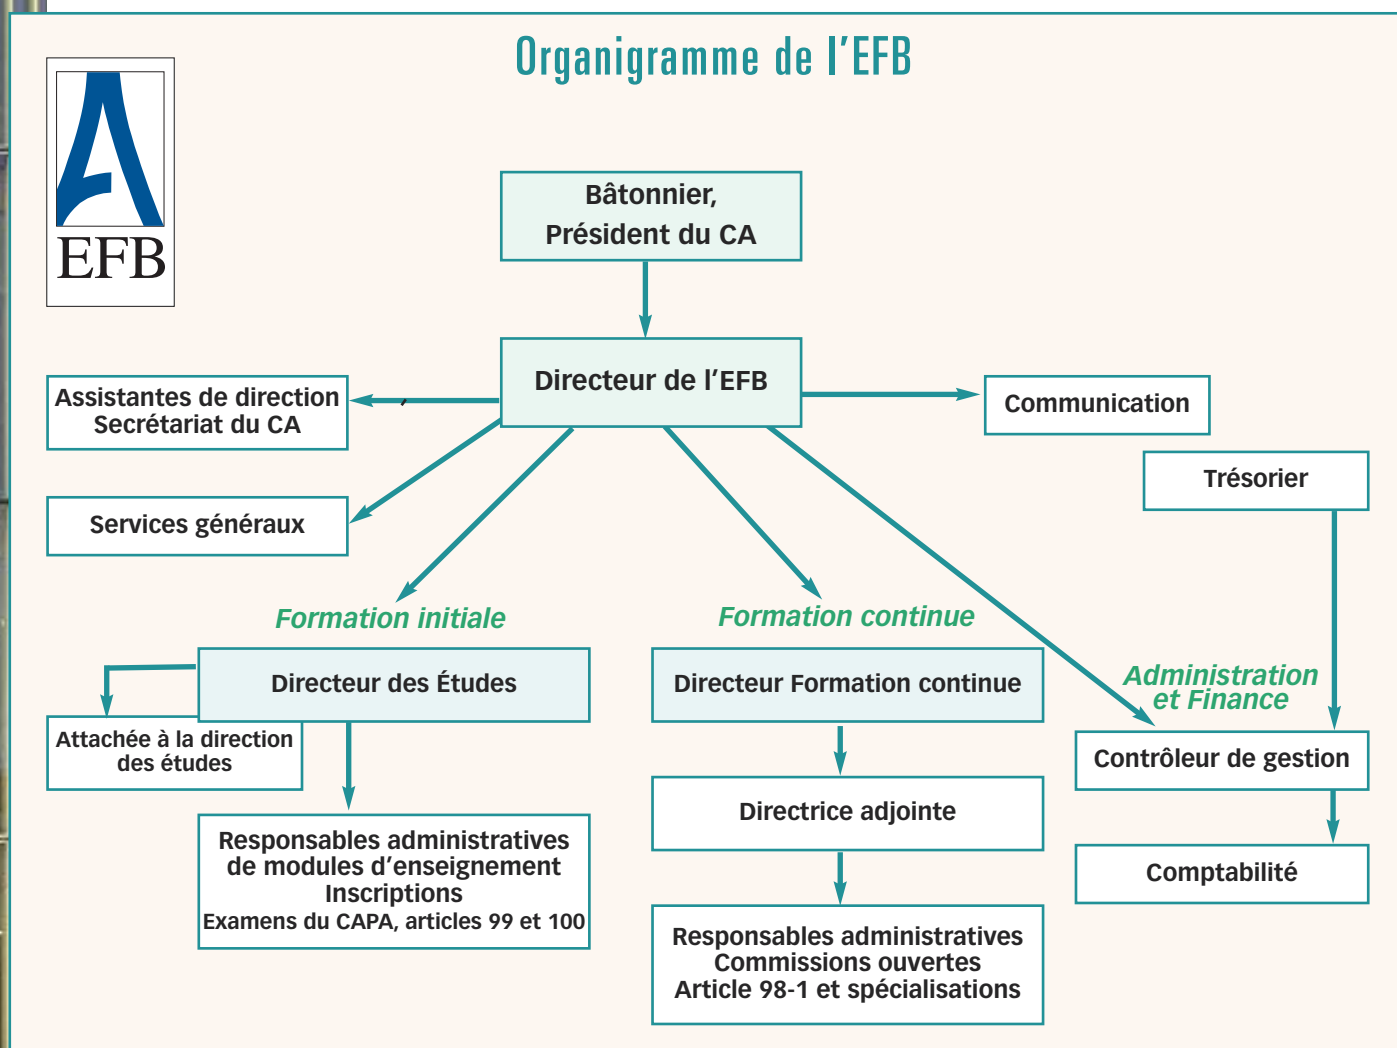 Organigramme de l'EFB
EFB
Bâtonnier,
Président du CA
Directeur de l'EFB
Assistantes de direction
Secrétariat du CA
Communication
Trésorier
Services généraux
Formation initiale
Formation continue
Administration
et Finance
Directeur des Études
Directeur Formation continue
Attachée à la direction
des études
Contrôleur de gestion
Directrice adjointe
Responsables administratives
de modules d'enseignement
Inscriptions
Examens du CAPA, articles 99 et 100
Comptabilité
Responsables administratives
Commissions ouvertes
Article 98-1 et spécialisations